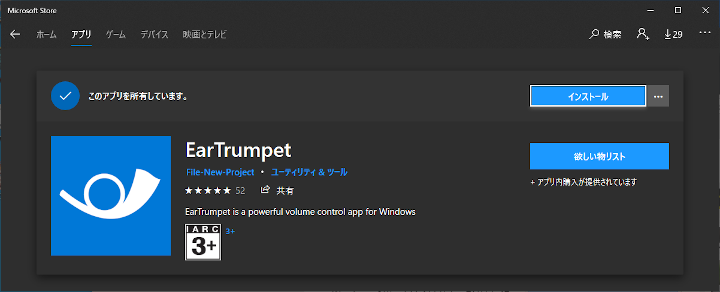 Microsoft Store
ホーム アプリ ゲーム デバイス 映画とテレビ 検索 29
このアプリを所有しています。 インストール
EarTrumpet
欲しい物リスト
File-New-Project • ユーティリティ & ツール
+ アプリ内購入が提供されています
52 共有
EarTrumpet is a powerful volume control app for Windows
IARC
3+ 3+